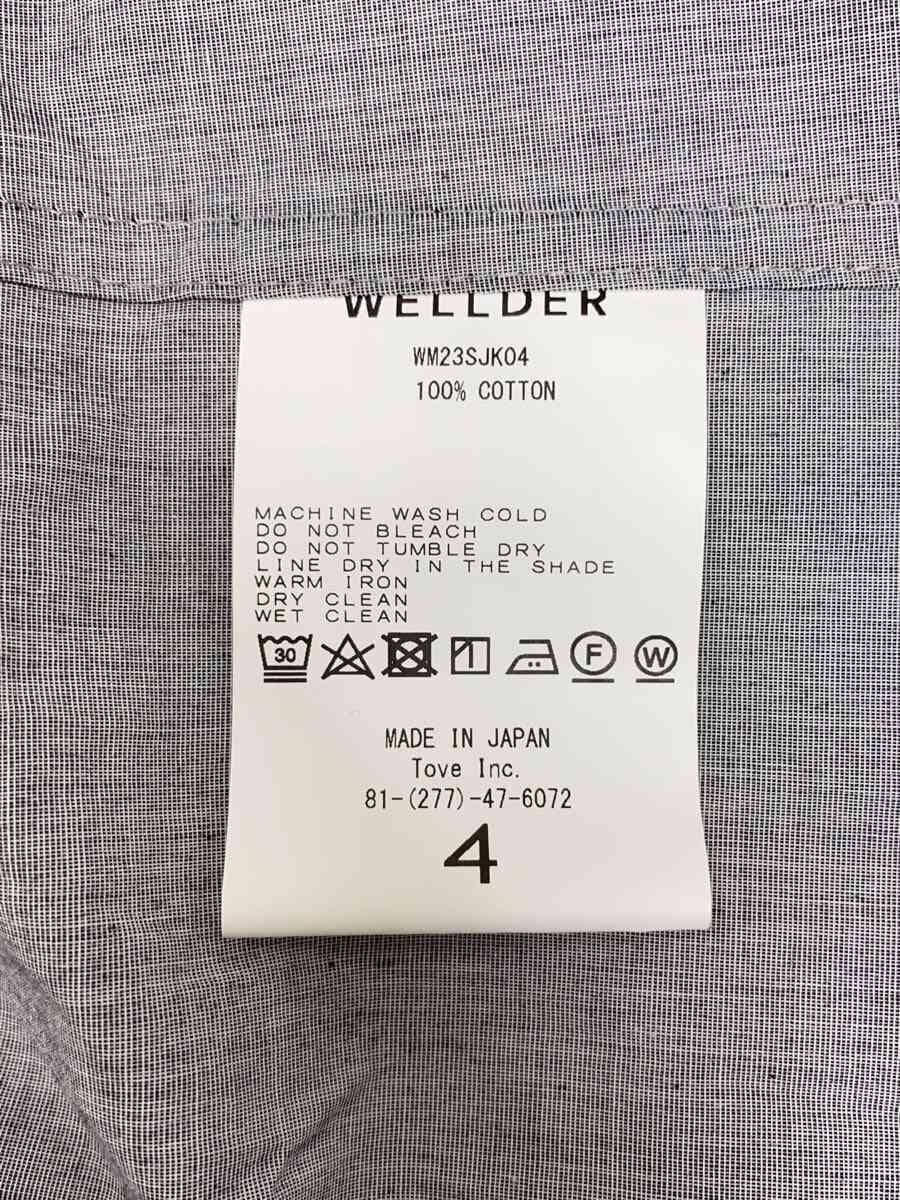 WELLDER
WM23SJK04
100% COTTON
MACHINE WASH COLD
DO NOT BLEACH
DO NOT TUMBLE DRY
LINE DRY IN THE SHADE
WARM IRON
DRY CLEAN
WET CLEAN
30 F W
MADE IN JAPAN
Tove Inc.
81-(277)-47-6072
4